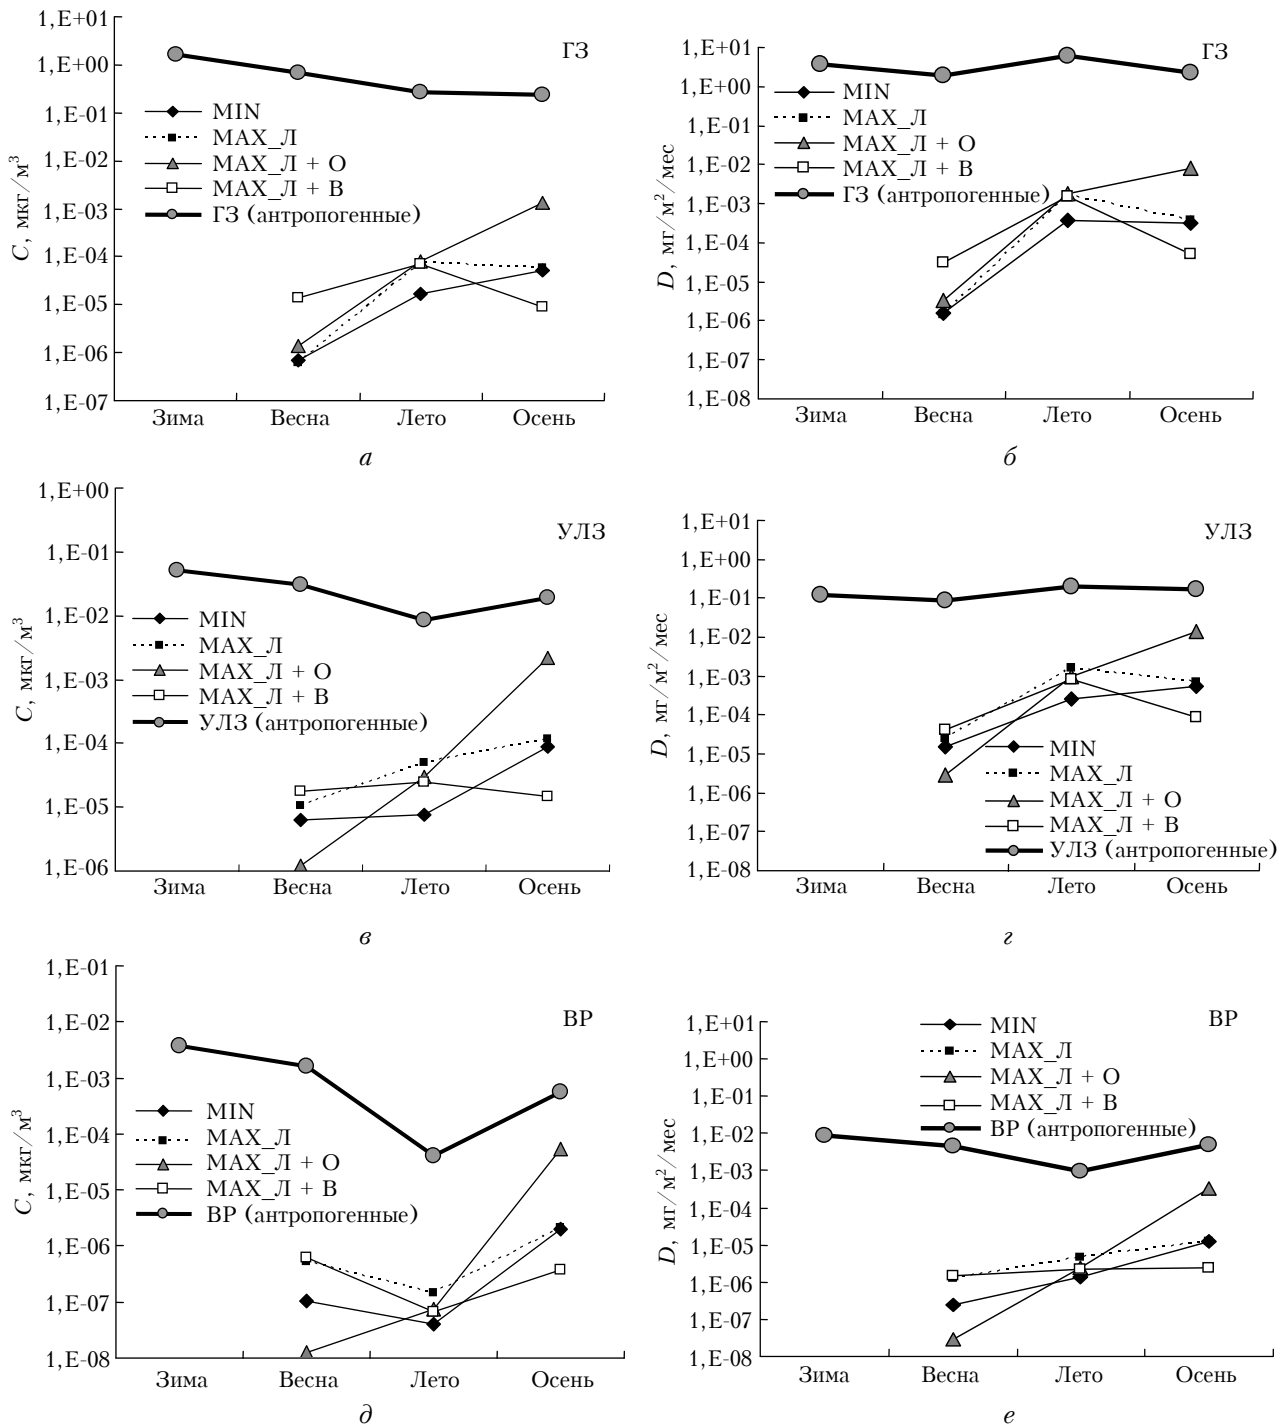 1,E+01
1,E+00
1,E-01
1,E-02
1,E-03
1,E-04
1,E-05
1,E-06
1,E-07
C, мкг/м³
ГЗ
MIN
MAX_Л
MAX_Л + О
MAX_Л + В
ГЗ (антропогенные)
Зима Весна Лето Осень
а
1,E+01
1,E+00
1,E-01
1,E-02
1,E-03
1,E-04
1,E-05
1,E-06
1,E-07
1,E-08
D, мг/м²/мес
ГЗ
MIN
MAX_Л
MAX_Л + О
MAX_Л + В
ГЗ (антропогенные)
Зима Весна Лето Осень
б
1,E+00
1,E-01
1,E-02
1,E-03
1,E-04
1,E-05
1,E-06
C, мкг/м³
УЛЗ
MIN
MAX_Л
MAX_Л + О
MAX_Л + В
УЛЗ (антропогенные)
Зима Весна Лето Осень
в
1,E+01
1,E+00
1,E-01
1,E-02
1,E-03
1,E-04
1,E-05
1,E-06
1,E-07
1,E-08
D, мг/м²/мес
УЛЗ
MIN
MAX_Л
MAX_Л + О
MAX_Л + В
УЛЗ (антропогенные)
Зима Весна Лето Осень
г
1,E-01
1,E-02
1,E-03
1,E-04
1,E-05
1,E-06
1,E-07
1,E-08
C, мкг/м³
ВР
MIN
MAX_Л
MAX_Л + О
MAX_Л + В
ВР (антропогенные)
Зима Весна Лето Осень
д
1,E+01
1,E+00
1,E-01
1,E-02
1,E-03
1,E-04
1,E-05
1,E-06
1,E-07
1,E-08
D, мг/м²/мес
ВР
MIN
MAX_Л
MAX_Л + О
MAX_Л + В
ВР (антропогенные)
Зима Весна Лето Осень
е